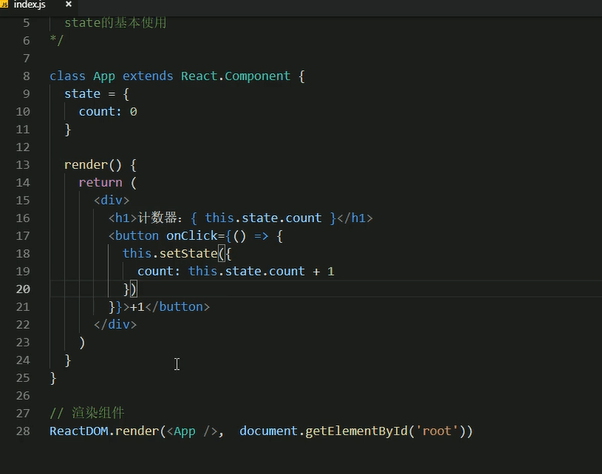 index.js ×
5 state的基本使用
6 */
7
8 class App extends React.Component {
9 state = {
10 count: 0
11 }
12
13 render() {
14 return (
15 <div>
16 <h1>计数器：{ this.state.count }</h1>
17 <button onClick={() => {
18 this.setState({
19 count: this.state.count + 1
20 })
21 }}>+1</button>
22 </div>
23 )
24 }
25 }
26
27 // 渲染组件
28 ReactDOM.render(<App />, document.getElementById('root'))